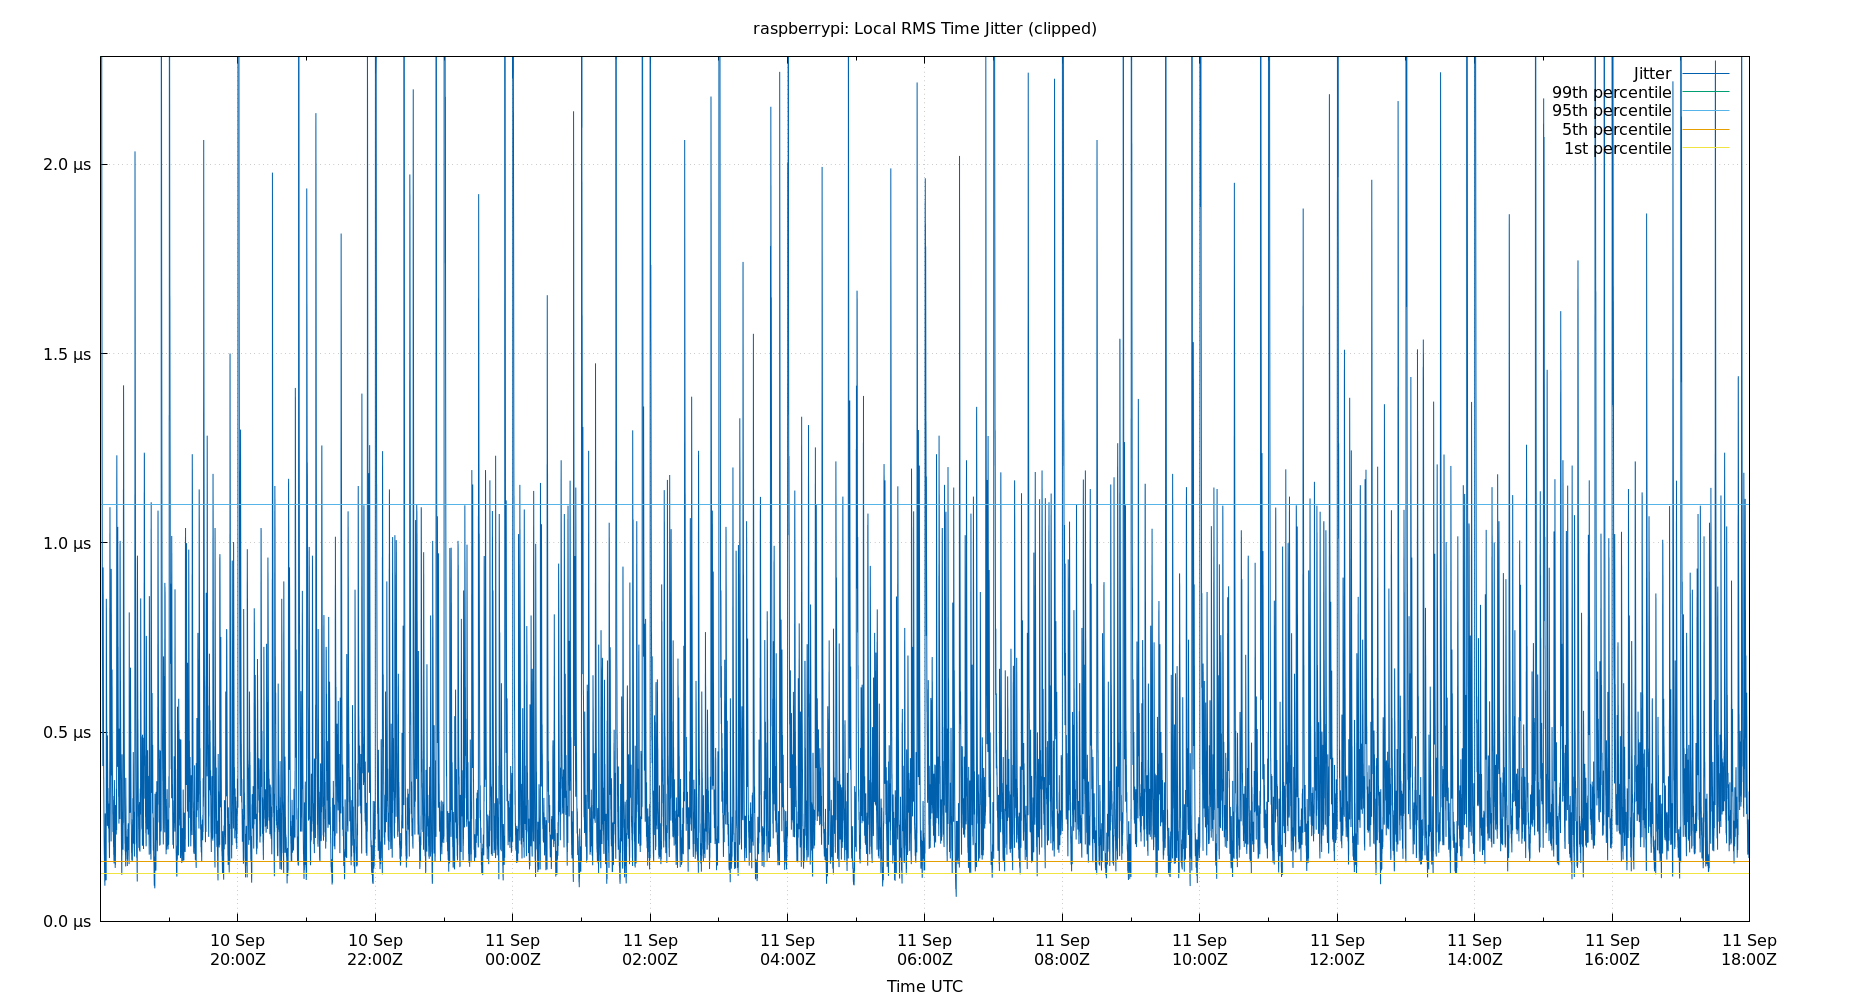 raspberrypi: Local RMS Time Jitter (clipped)
Jitter
99th percentile
95th percentile
5th percentile
1st percentile
2.0 μs
1.5 μs
1.0 μs
0.5 μs
0.0 μs
10 Sep 10 Sep 11 Sep 11 Sep 11 Sep 11 Sep 11 Sep 11 Sep 11 Sep 11 Sep 11 Sep 11 Sep
20:00Z 22:00Z 00:00Z 02:00Z 04:00Z 06:00Z 08:00Z 10:00Z 12:00Z 14:00Z 16:00Z 18:00Z
Time UTC